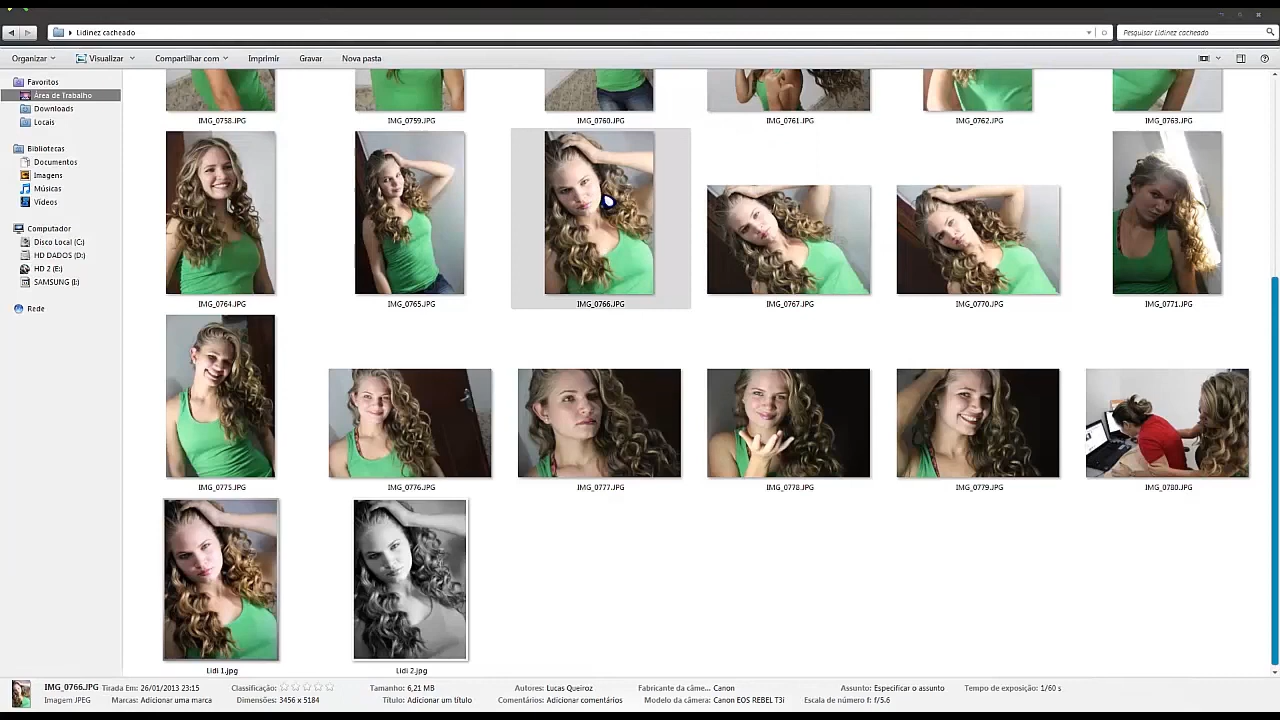 Lidinez cacheado
Pesquisar Lidinez cacheado
Organizar
Visualizar
Compartilhar com
Imprimir
Gravar
Nova pasta
Favoritos
Área de Trabalho
Downloads
Locais
Bibliotecas
Documentos
Imagens
Músicas
Vídeos
Computador
Disco Local (C:)
HD DADOS (D:)
HD 2 (E:)
SAMSUNG (I:)
Rede
IMG_0758.JPG
IMG_0759.JPG
IMG_0760.JPG
IMG_0761.JPG
IMG_0762.JPG
IMG_0763.JPG
IMG_0764.JPG
IMG_0765.JPG
IMG_0766.JPG
IMG_0767.JPG
IMG_0770.JPG
IMG_0771.JPG
IMG_0775.JPG
IMG_0776.JPG
IMG_0777.JPG
IMG_0778.JPG
IMG_0779.JPG
IMG_0780.JPG
Lidi 1.jpg
Lidi 2.jpg
IMG_0766.JPG Tirada Em: 26/01/2013 23:15 Classificação: Tamanho: 6,21 MB Autores: Lucas Queiroz Fabricante da câme... Canon Assunto: Especificar o assunto Tempo de exposição: 1/60 s
Imagem JPEG Marcas: Adicionar uma marca Dimensões: 3456 x 5184 Título: Adicionar um título Comentários: Adicionar comentários Modelo da câmera: Canon EOS REBEL T3i Escala de número f: f/5.6